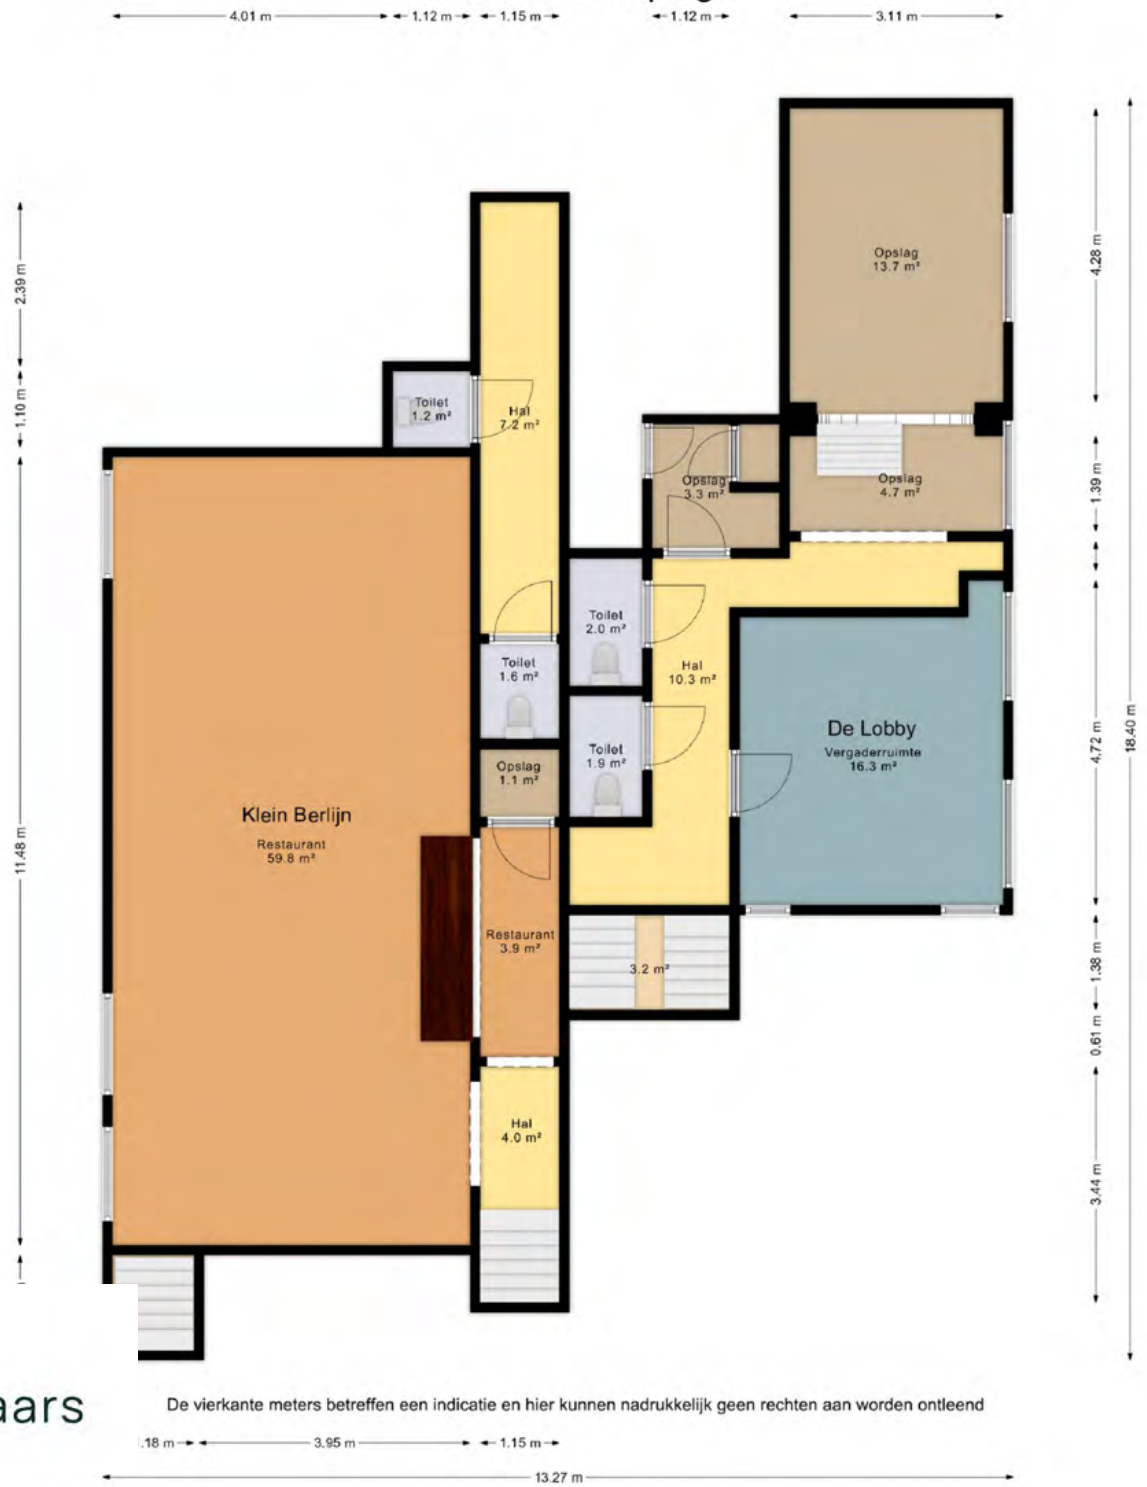 4.01 m
1.12 m
1.15 m
1.12 m
3.11 m
2.39 m
1.10 m
11.48 m
4.28 m
1.39 m
4.72 m
18.40 m
1.38 m
0.61 m
3.44 m
Opslag
13.7 m²
Toilet
1.2 m²
Hal
7.2 m²
Opslag
3.3 m²
Opslag
4.7 m²
Toilet
2.0 m²
Toilet
1.6 m²
Hal
10.3 m²
De Lobby
Vergaderruimte
16.3 m²
Toilet
1.9 m²
Opslag
1.1 m²
Klein Berlijn
Restaurant
59.8 m²
Restaurant
3.9 m²
3.2 m²
Hal
4.0 m²
aars
De vierkante meters betreffen een indicatie en hier kunnen nadrukkelijk geen rechten aan worden ontleend
.18 m
3.95 m
1.15 m
13.27 m